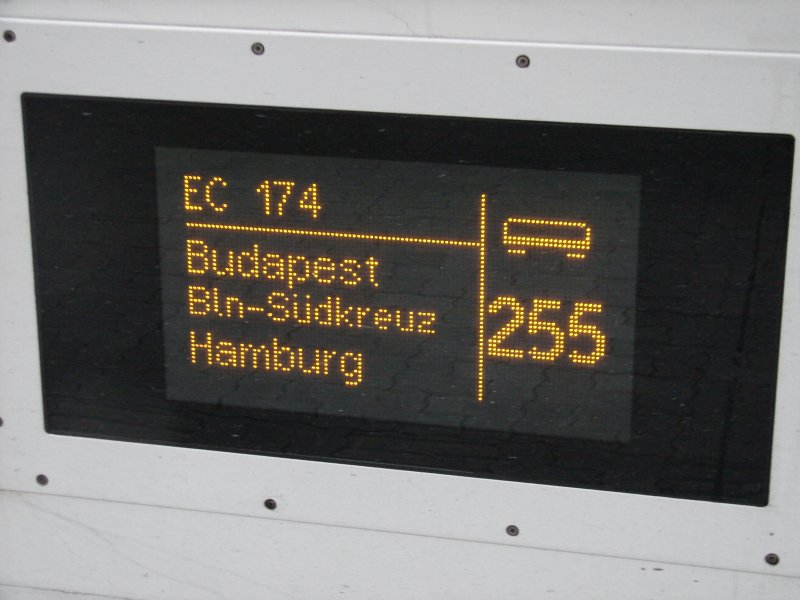 EC 174
Budapest
Bln-Südkreuz
Hamburg
255